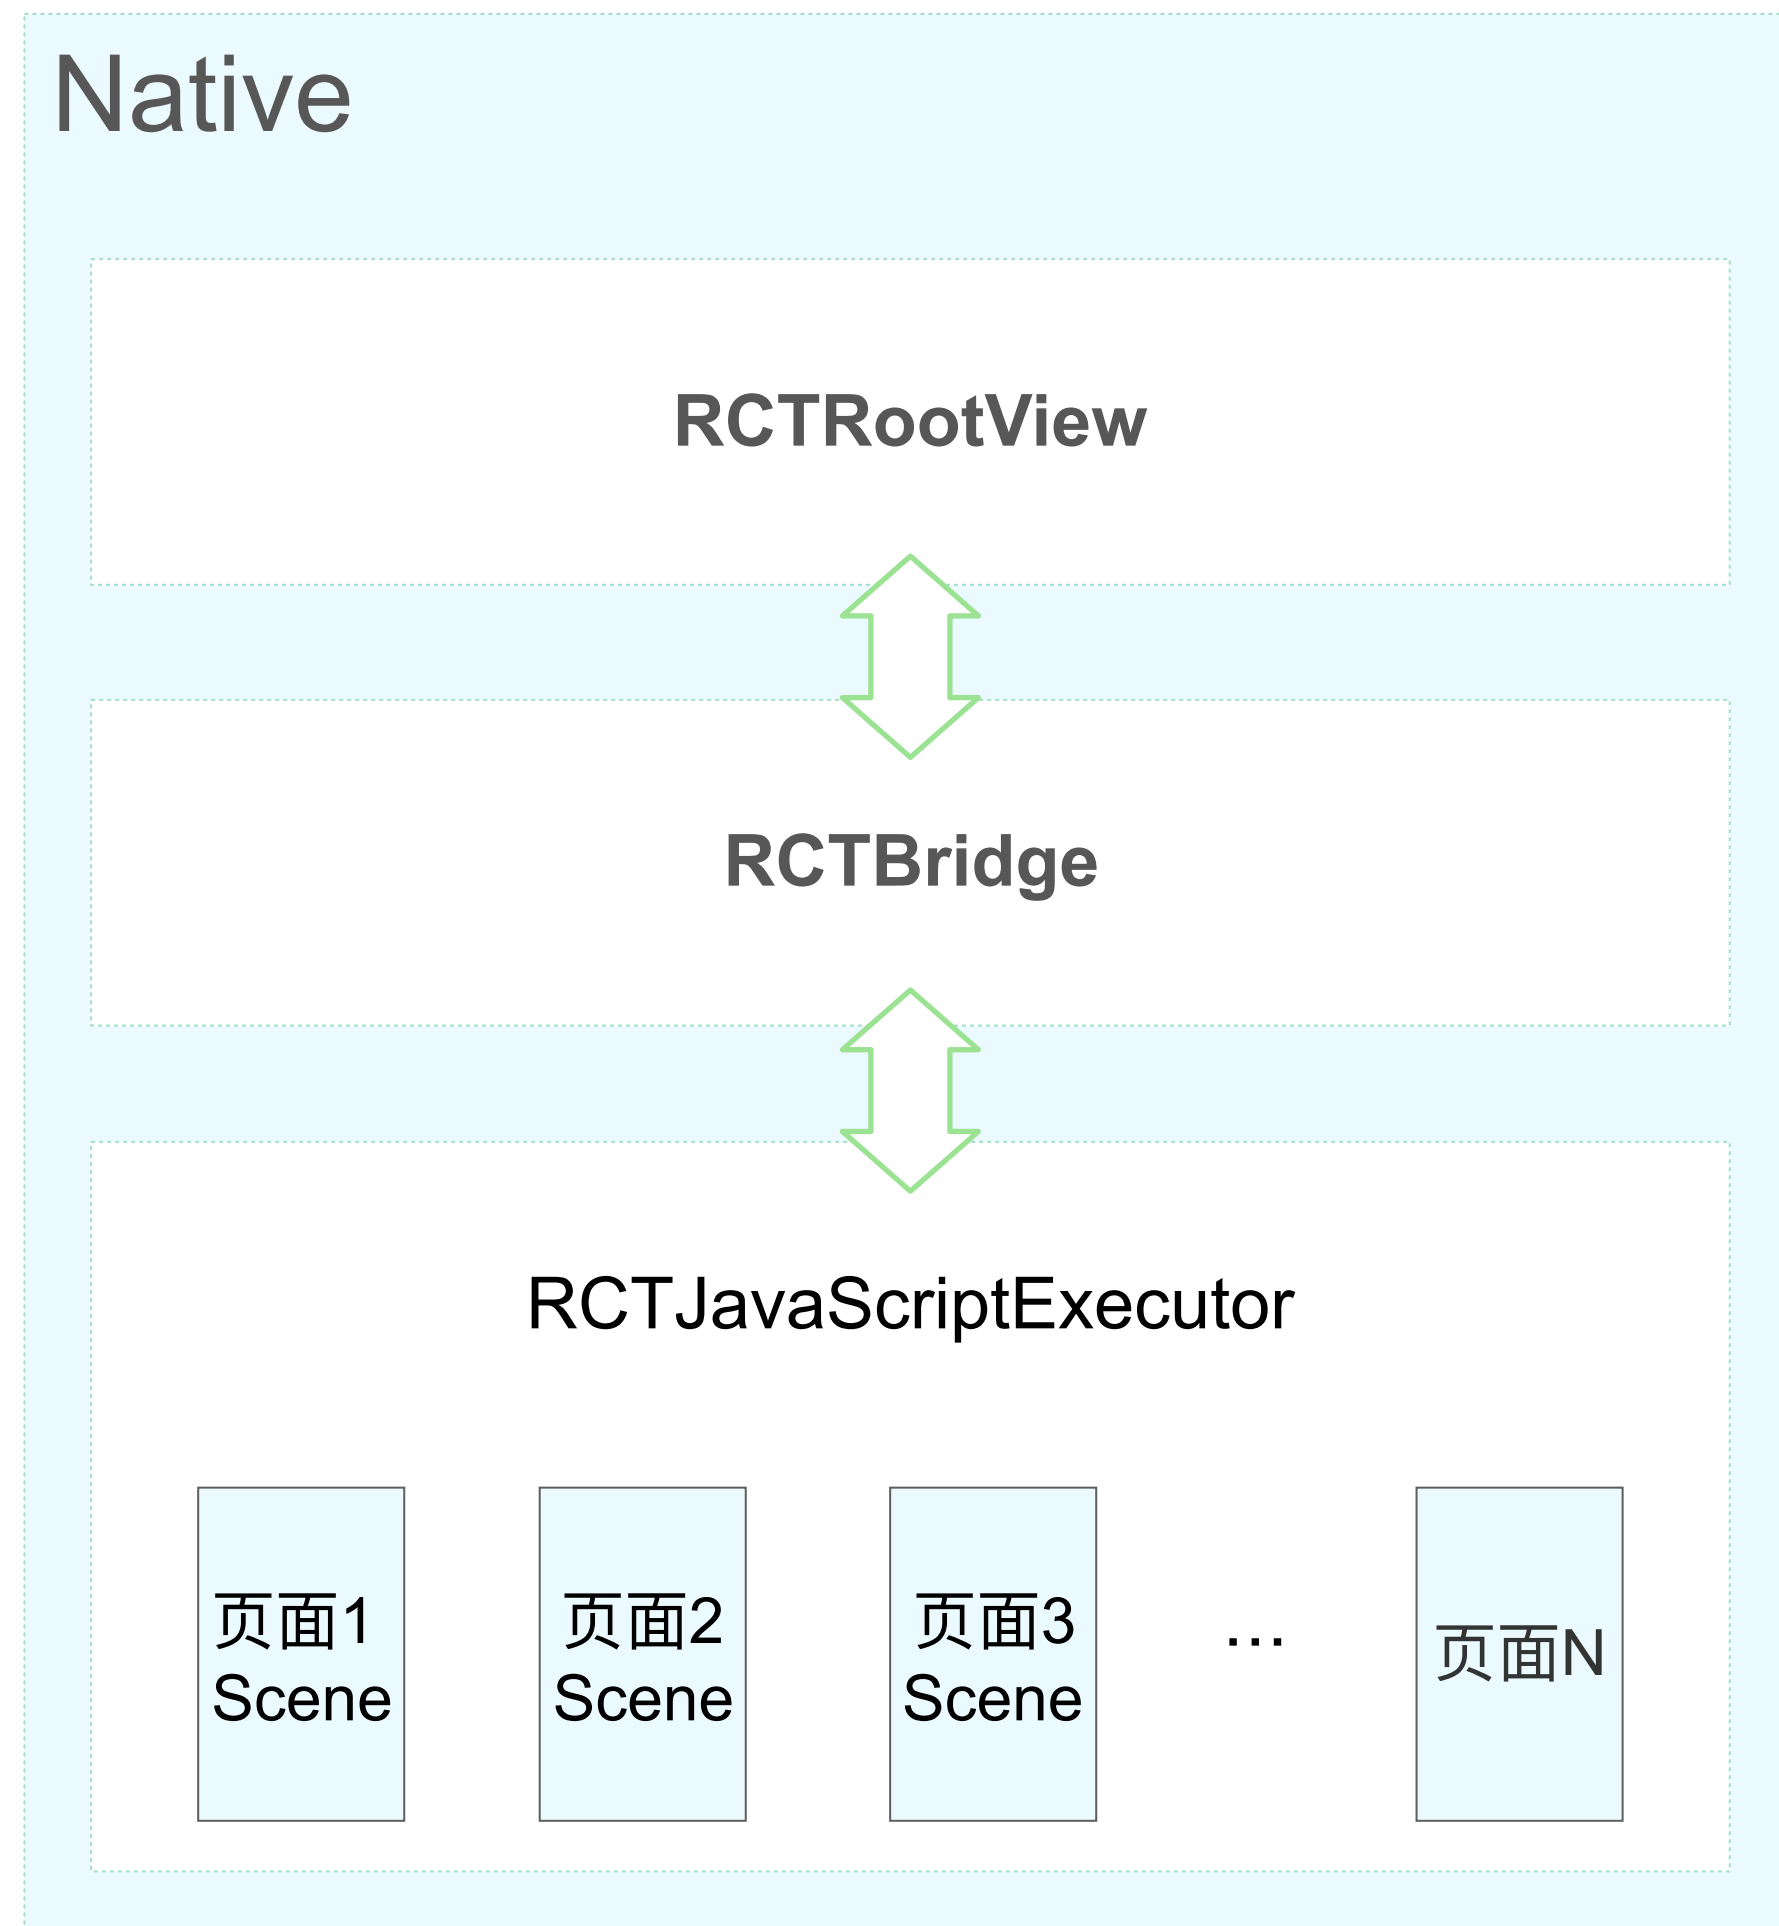 Native
RCTRootView
RCTBridge
RCTJavaScriptExecutor
页面1
Scene
页面2
Scene
页面3
Scene
...
页面N